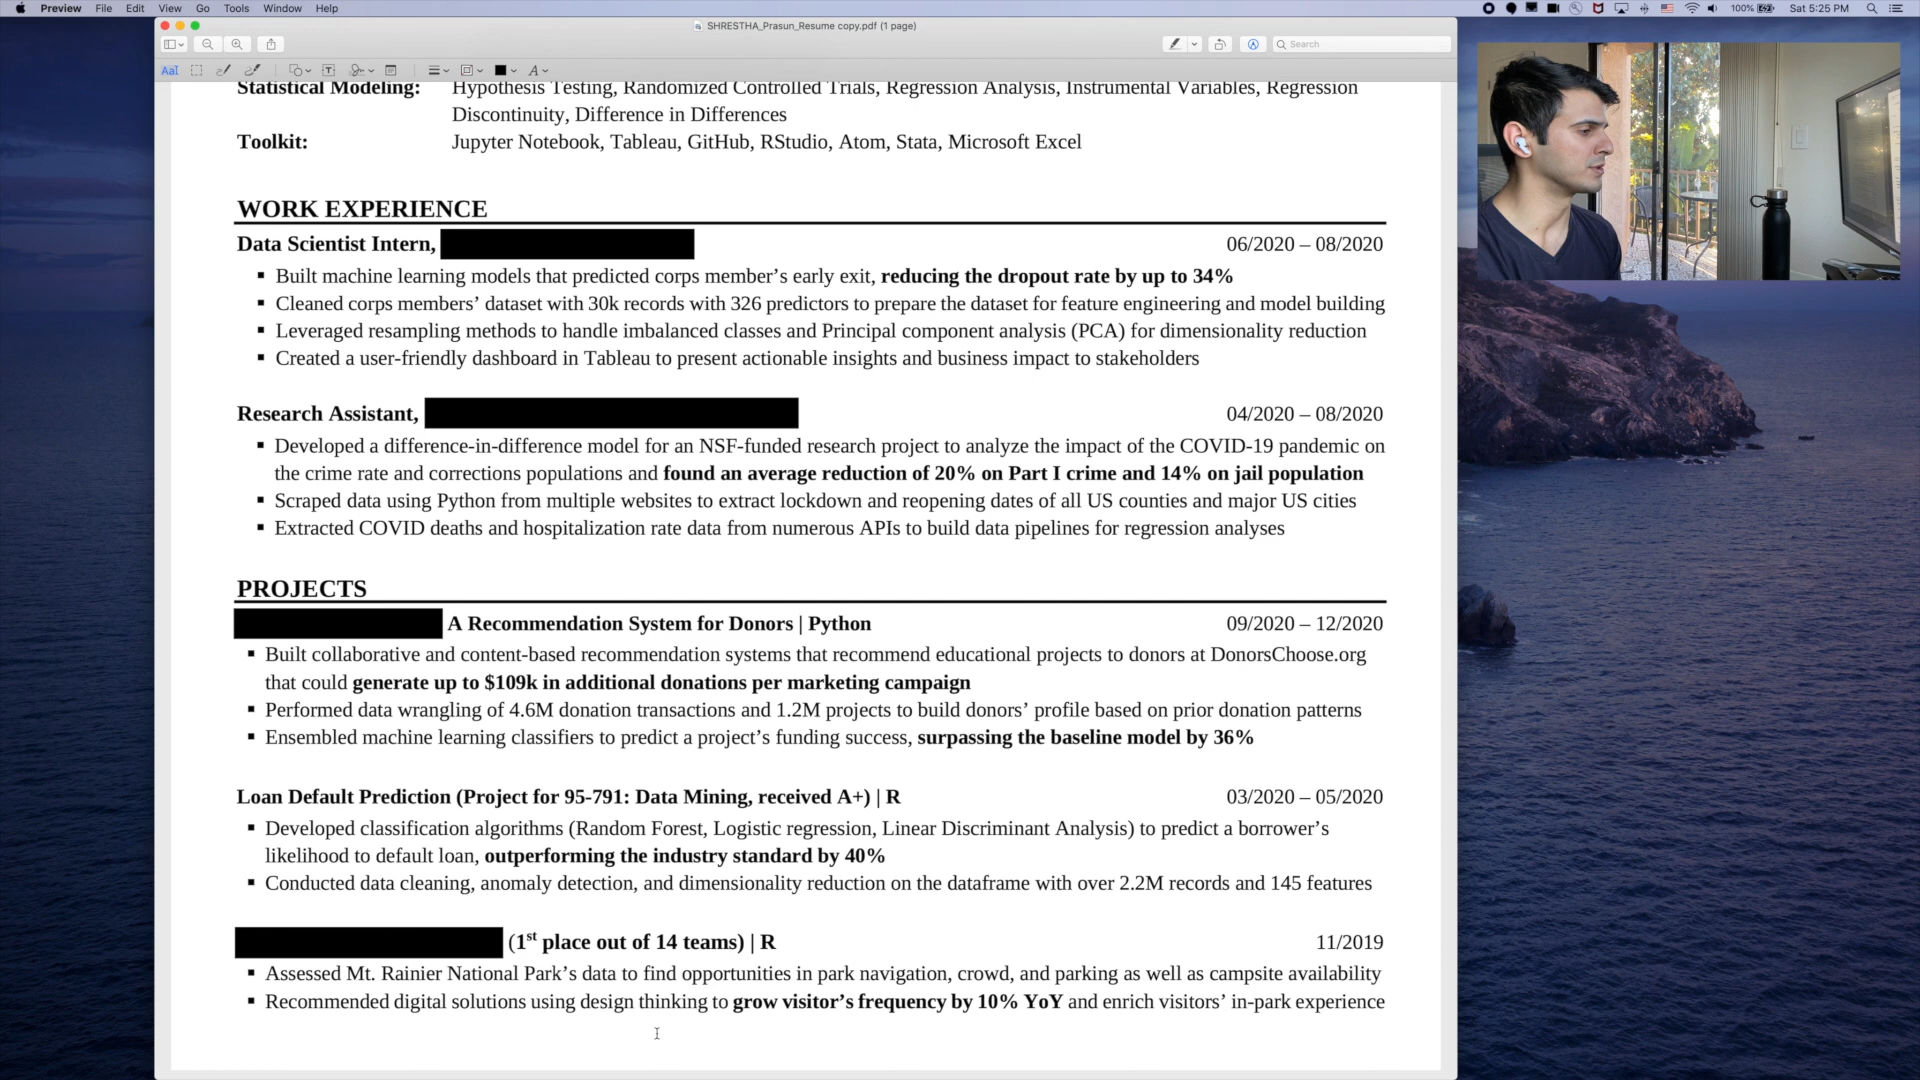 Preview File Edit View Go Tools Window Help
100%
Sat 5:25 PM
SHRESTHA_Prasun_Resume copy.pdf (1 page)
Search
AaI T A
Statistical Modeling: Hypothesis Testing, Randomized Controlled Trials, Regression Analysis, Instrumental Variables, Regression
Discontinuity, Difference in Differences
Toolkit: Jupyter Notebook, Tableau, GitHub, RStudio, Atom, Stata, Microsoft Excel
WORK EXPERIENCE
Data Scientist Intern, 06/2020 – 08/2020
▪ Built machine learning models that predicted corps member’s early exit, reducing the dropout rate by up to 34%
▪ Cleaned corps members’ dataset with 30k records with 326 predictors to prepare the dataset for feature engineering and model building
▪ Leveraged resampling methods to handle imbalanced classes and Principal component analysis (PCA) for dimensionality reduction
▪ Created a user-friendly dashboard in Tableau to present actionable insights and business impact to stakeholders
Research Assistant, 04/2020 – 08/2020
▪ Developed a difference-in-difference model for an NSF-funded research project to analyze the impact of the COVID-19 pandemic on
the crime rate and corrections populations and found an average reduction of 20% on Part I crime and 14% on jail population
▪ Scraped data using Python from multiple websites to extract lockdown and reopening dates of all US counties and major US cities
▪ Extracted COVID deaths and hospitalization rate data from numerous APIs to build data pipelines for regression analyses
PROJECTS
A Recommendation System for Donors | Python 09/2020 – 12/2020
▪ Built collaborative and content-based recommendation systems that recommend educational projects to donors at DonorsChoose.org
that could generate up to $109k in additional donations per marketing campaign
▪ Performed data wrangling of 4.6M donation transactions and 1.2M projects to build donors’ profile based on prior donation patterns
▪ Ensembled machine learning classifiers to predict a project’s funding success, surpassing the baseline model by 36%
Loan Default Prediction (Project for 95-791: Data Mining, received A+) | R 03/2020 – 05/2020
▪ Developed classification algorithms (Random Forest, Logistic regression, Linear Discriminant Analysis) to predict a borrower’s
likelihood to default loan, outperforming the industry standard by 40%
▪ Conducted data cleaning, anomaly detection, and dimensionality reduction on the dataframe with over 2.2M records and 145 features
(1st place out of 14 teams) | R 11/2019
▪ Assessed Mt. Rainier National Park’s data to find opportunities in park navigation, crowd, and parking as well as campsite availability
▪ Recommended digital solutions using design thinking to grow visitor’s frequency by 10% YoY and enrich visitors’ in-park experience